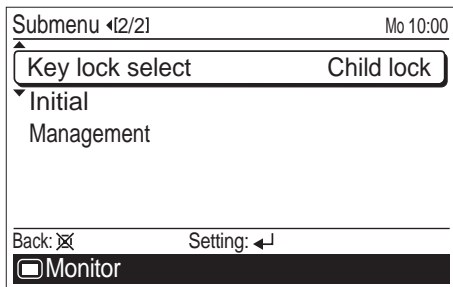 Submenu [2/2] Mo 10:00
Key lock select Child lock
Initial
Management
Back: Setting:
Monitor